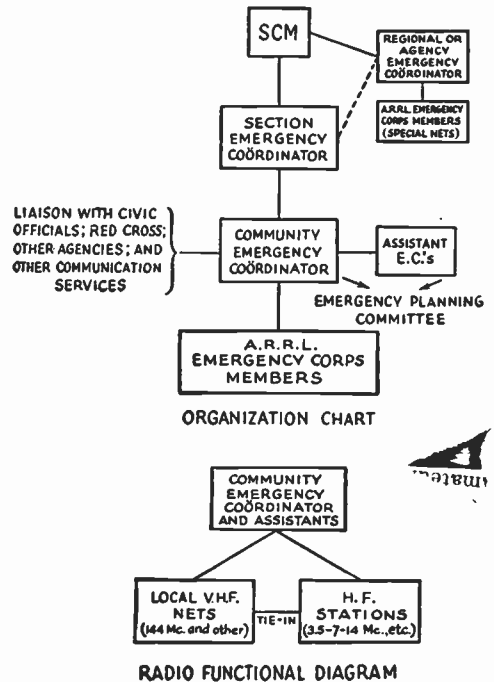 SCM
REGIONAL OR
AGENCY
EMERGENCY
COÖRDINATOR
A.R.R.L. EMERGENCY
CORPS MEMBERS
(SPECIAL NETS)
SECTION
EMERGENCY
COÖRDINATOR
LIAISON WITH CIVIC
OFFICIALS; RED CROSS;
OTHER AGENCIES; AND
OTHER COMMUNICATION
SERVICES
COMMUNITY
EMERGENCY
COÖRDINATOR
ASSISTANT
E.C.'s
EMERGENCY PLANNING
COMMITTEE
A.R.R.L.
EMERGENCY CORPS
MEMBERS
ORGANIZATION CHART
COMMUNITY
EMERGENCY
COÖRDINATOR
AND ASSISTANTS
LOCAL V.H.F.
NETS
(144 Mc. and other)
TIE-IN
H.F.
STATIONS
(3.5-7-14 Mc., etc.)
RADIO FUNCTIONAL DIAGRAM